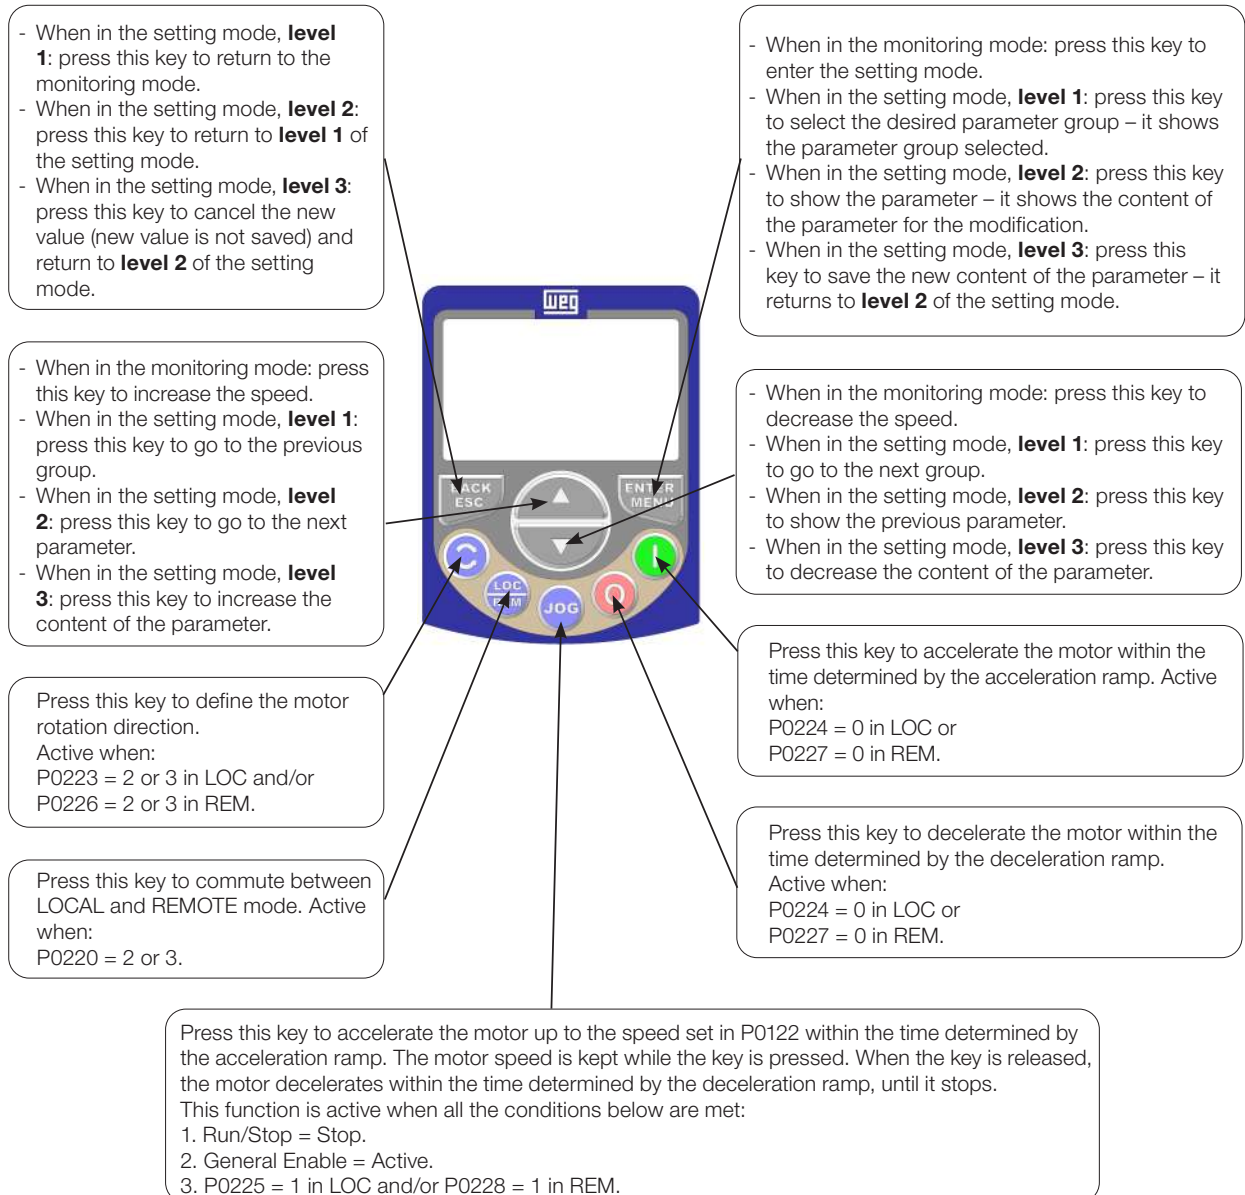 - When in the setting mode, level
1: press this key to return to the
monitoring mode.
- When in the setting mode, level 2:
press this key to return to level 1 of
the setting mode.
- When in the setting mode, level 3:
press this key to cancel the new
value (new value is not saved) and
return to level 2 of the setting
mode.
- When in the monitoring mode: press this key to
enter the setting mode.
- When in the setting mode, level 1: press this key
to select the desired parameter group – it shows
the parameter group selected.
- When in the setting mode, level 2: press this key
to show the parameter – it shows the content of
the parameter for the modification.
- When in the setting mode, level 3: press this
key to save the new content of the parameter – it
returns to level 2 of the setting mode.
weg
- When in the monitoring mode: press
this key to increase the speed.
- When in the setting mode, level 1:
press this key to go to the previous
group.
- When in the setting mode, level
2: press this key to go to the next
parameter.
- When in the setting mode, level
3: press this key to increase the
content of the parameter.
- When in the monitoring mode: press this key to
decrease the speed.
- When in the setting mode, level 1: press this key
to go to the next group.
- When in the setting mode, level 2: press this key
to show the previous parameter.
- When in the setting mode, level 3: press this key
to decrease the content of the parameter.
BACK
ESC
ENTER
MENU
LOC
REM
JOG
Press this key to define the motor
rotation direction.
Active when:
P0223 = 2 or 3 in LOC and/or
P0226 = 2 or 3 in REM.
Press this key to accelerate the motor within the
time determined by the acceleration ramp. Active
when:
P0224 = 0 in LOC or
P0227 = 0 in REM.
Press this key to commute between
LOCAL and REMOTE mode. Active
when:
P0220 = 2 or 3.
Press this key to decelerate the motor within the
time determined by the deceleration ramp.
Active when:
P0224 = 0 in LOC or
P0227 = 0 in REM.
Press this key to accelerate the motor up to the speed set in P0122 within the time determined by
the acceleration ramp. The motor speed is kept while the key is pressed. When the key is released,
the motor decelerates within the time determined by the deceleration ramp, until it stops.
This function is active when all the conditions below are met:
1. Run/Stop = Stop.
2. General Enable = Active.
3. P0225 = 1 in LOC and/or P0228 = 1 in REM.